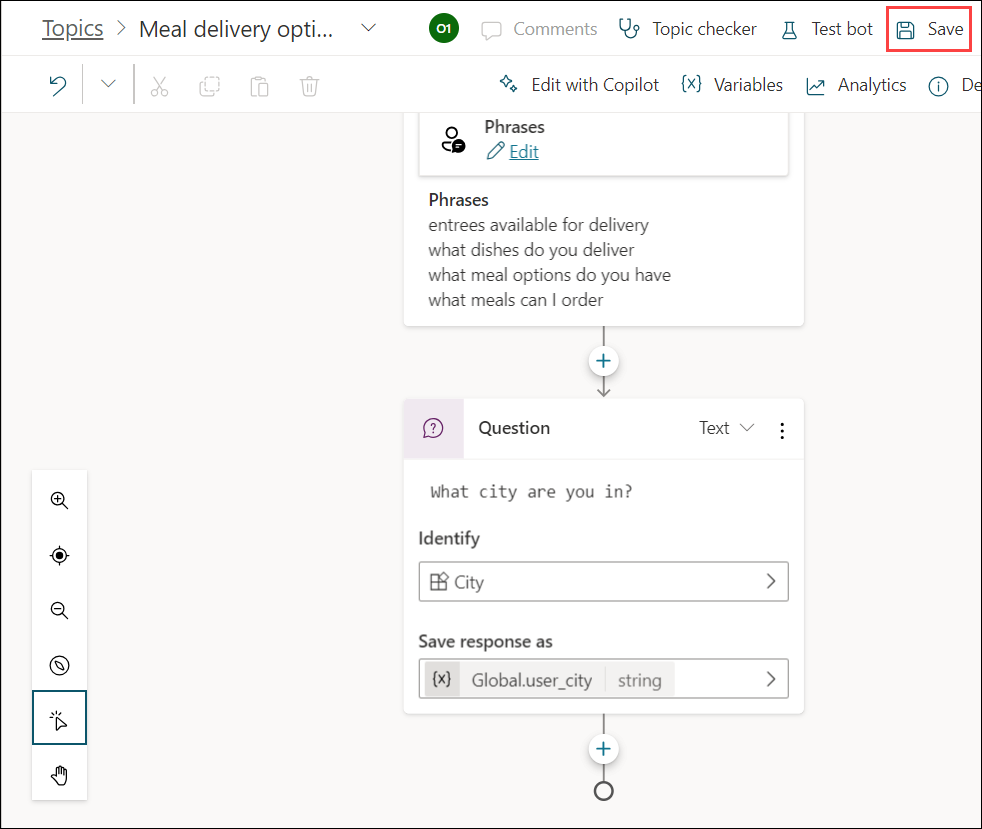 Topics > Meal delivery opti... O1 Comments Topic checker Test bot Save
Edit with Copilot {x} Variables Analytics De
Phrases
Edit
Phrases
entrees available for delivery
what dishes do you deliver
what meal options do you have
what meals can I order
Question Text
What city are you in?
Identify
City
Save response as
{x} Global.user_city string